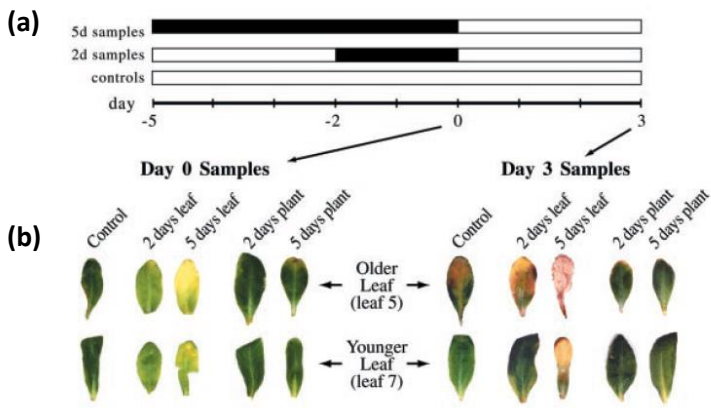 (a)
5d samples
2d samples
controls
day
-5 -2 0 3
Day 0 Samples Day 3 Samples
(b)
Control 2 days leaf 5 days leaf 2 days plant 5 days plant Control 2 days leaf 5 days leaf 2 days plant 5 days plant
Older
Leaf
(leaf 5)
Younger
Leaf
(leaf 7)